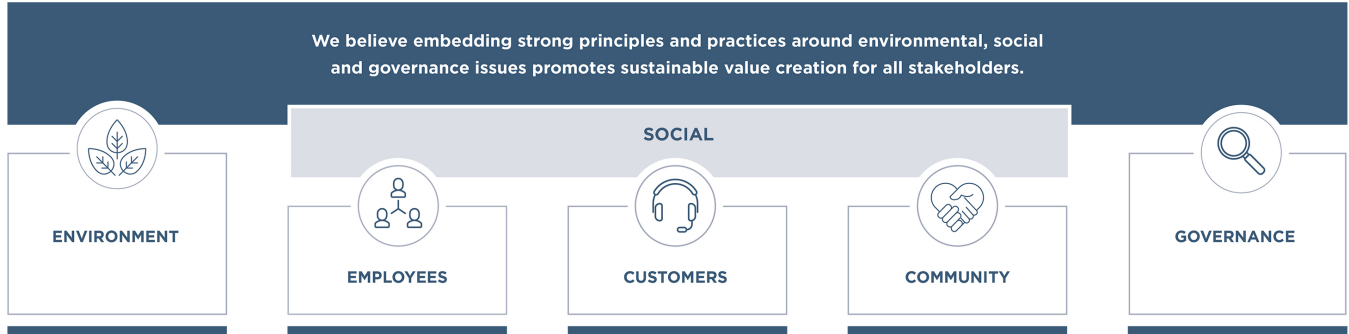 We believe embedding strong principles and practices around environmental, social
and governance issues promotes sustainable value creation for all stakeholders.
SOCIAL
ENVIRONMENT
EMPLOYEES
CUSTOMERS
COMMUNITY
GOVERNANCE